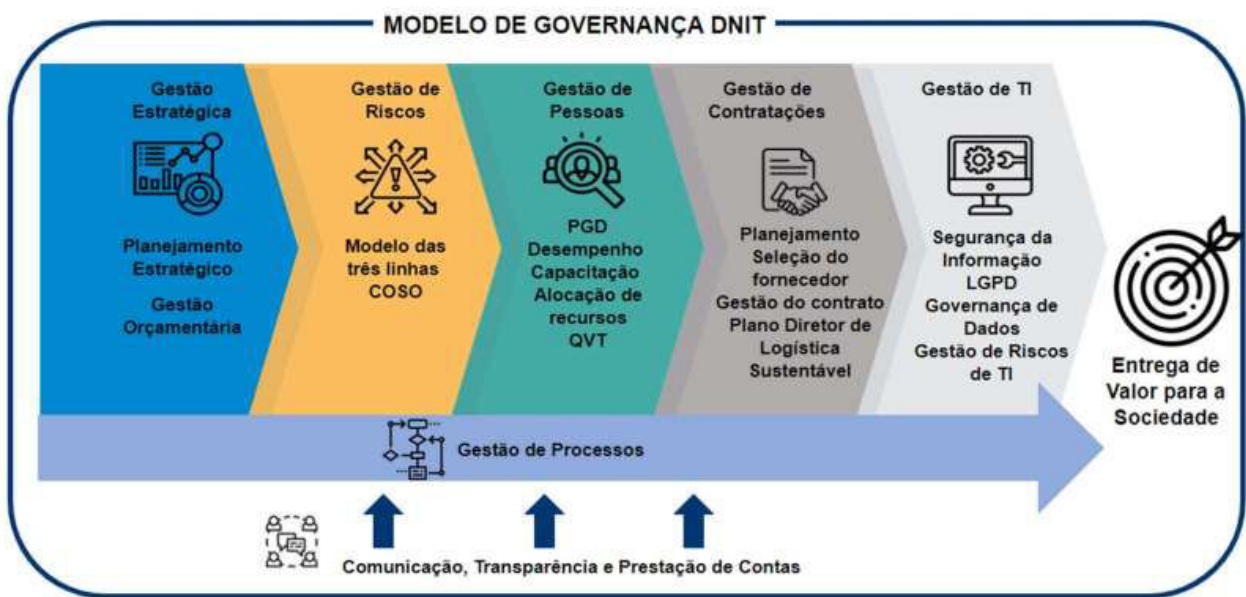 MODELO DE GOVERNANÇA DNIT
Gestão
Estratégica
Planejamento
Estratégico
Gestão
Orçamentária
Gestão de
Riscos
Modelo das
três linhas
COSO
Gestão de
Pessoas
PGD
Desempenho
Capacitação
Alocação de
recursos
QVT
Gestão de
Contratações
Planejamento
Seleção do
fornecedor
Gestão do contrato
Plano Diretor de
Logística
Sustentável
Gestão de TI
Segurança da
Informação
LGPD
Governança de
Dados
Gestão de Riscos
de TI
Entrega de
Valor para a
Sociedade
Gestão de Processos
Comunicação, Transparência e Prestação de Contas